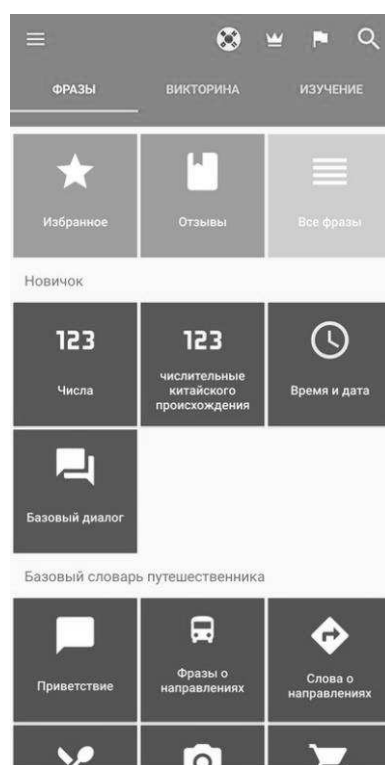 ФРАЗЫ ВИКТОРИНА ИЗУЧЕНИЕ
Избранное Отзывы Все фразы
Новичок
123 123
Числа числительные китайского происхождения Время и дата
Базовый диалог
Базовый словарь путешественника
Приветствие Фразы о направлениях Слова о направлениях